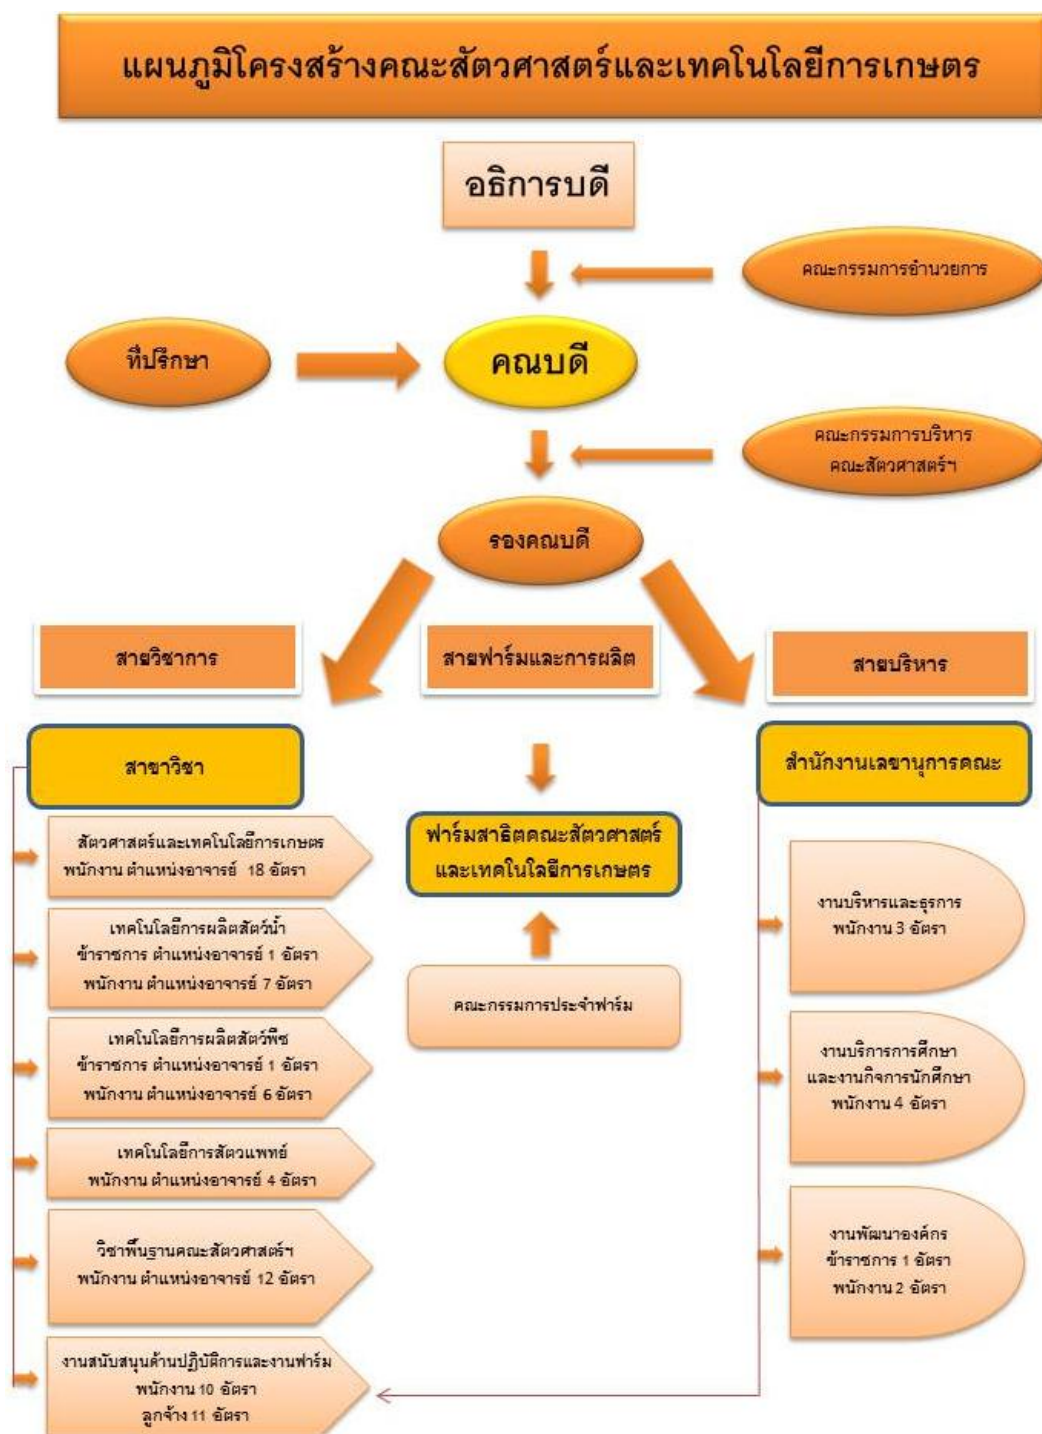 แผนภูมิโครงสร้างคณะสัตวศาสตร์และเทคโนโลยีการเกษตร
อธิการบดี
คณะกรรมการอำนวยการ
ที่ปรึกษา
คณบดี
คณะกรรมการบริหาร
คณะสัตวศาสตร์ฯ
รองคณบดี
สายวิชาการ
สายฟาร์มและการผลิต
สายบริหาร
สาขาวิชา
สัตวศาสตร์และเทคโนโลยีการเกษตร
พนักงาน ตำแหน่งอาจารย์ 18 อัตรา
เทคโนโลยีการผลิตสัตว์น้ำ
ข้าราชการ ตำแหน่งอาจารย์ 1 อัตรา
พนักงาน ตำแหน่งอาจารย์ 7 อัตรา
เทคโนโลยีการผลิตสัตว์พืช
ข้าราชการ ตำแหน่งอาจารย์ 1 อัตรา
พนักงาน ตำแหน่งอาจารย์ 6 อัตรา
เทคโนโลยีการสัตวแพทย์
พนักงาน ตำแหน่งอาจารย์ 4 อัตรา
วิชาพื้นฐานคณะสัตวศาสตร์ฯ
พนักงาน ตำแหน่งอาจารย์ 12 อัตรา
งานสนับสนุนด้านปฏิบัติการและงานฟาร์ม
พนักงาน 10 อัตรา
ลูกจ้าง 11 อัตรา
ฟาร์มสาธิตคณะสัตวศาสตร์
และเทคโนโลยีการเกษตร
คณะกรรมการประจำฟาร์ม
สำนักงานเลขานุการคณะ
งานบริหารและธุรการ
พนักงาน 3 อัตรา
งานบริการการศึกษา
และงานกิจการนักศึกษา
พนักงาน 4 อัตรา
งานพัฒนาองค์กร
ข้าราชการ 1 อัตรา
พนักงาน 2 อัตรา